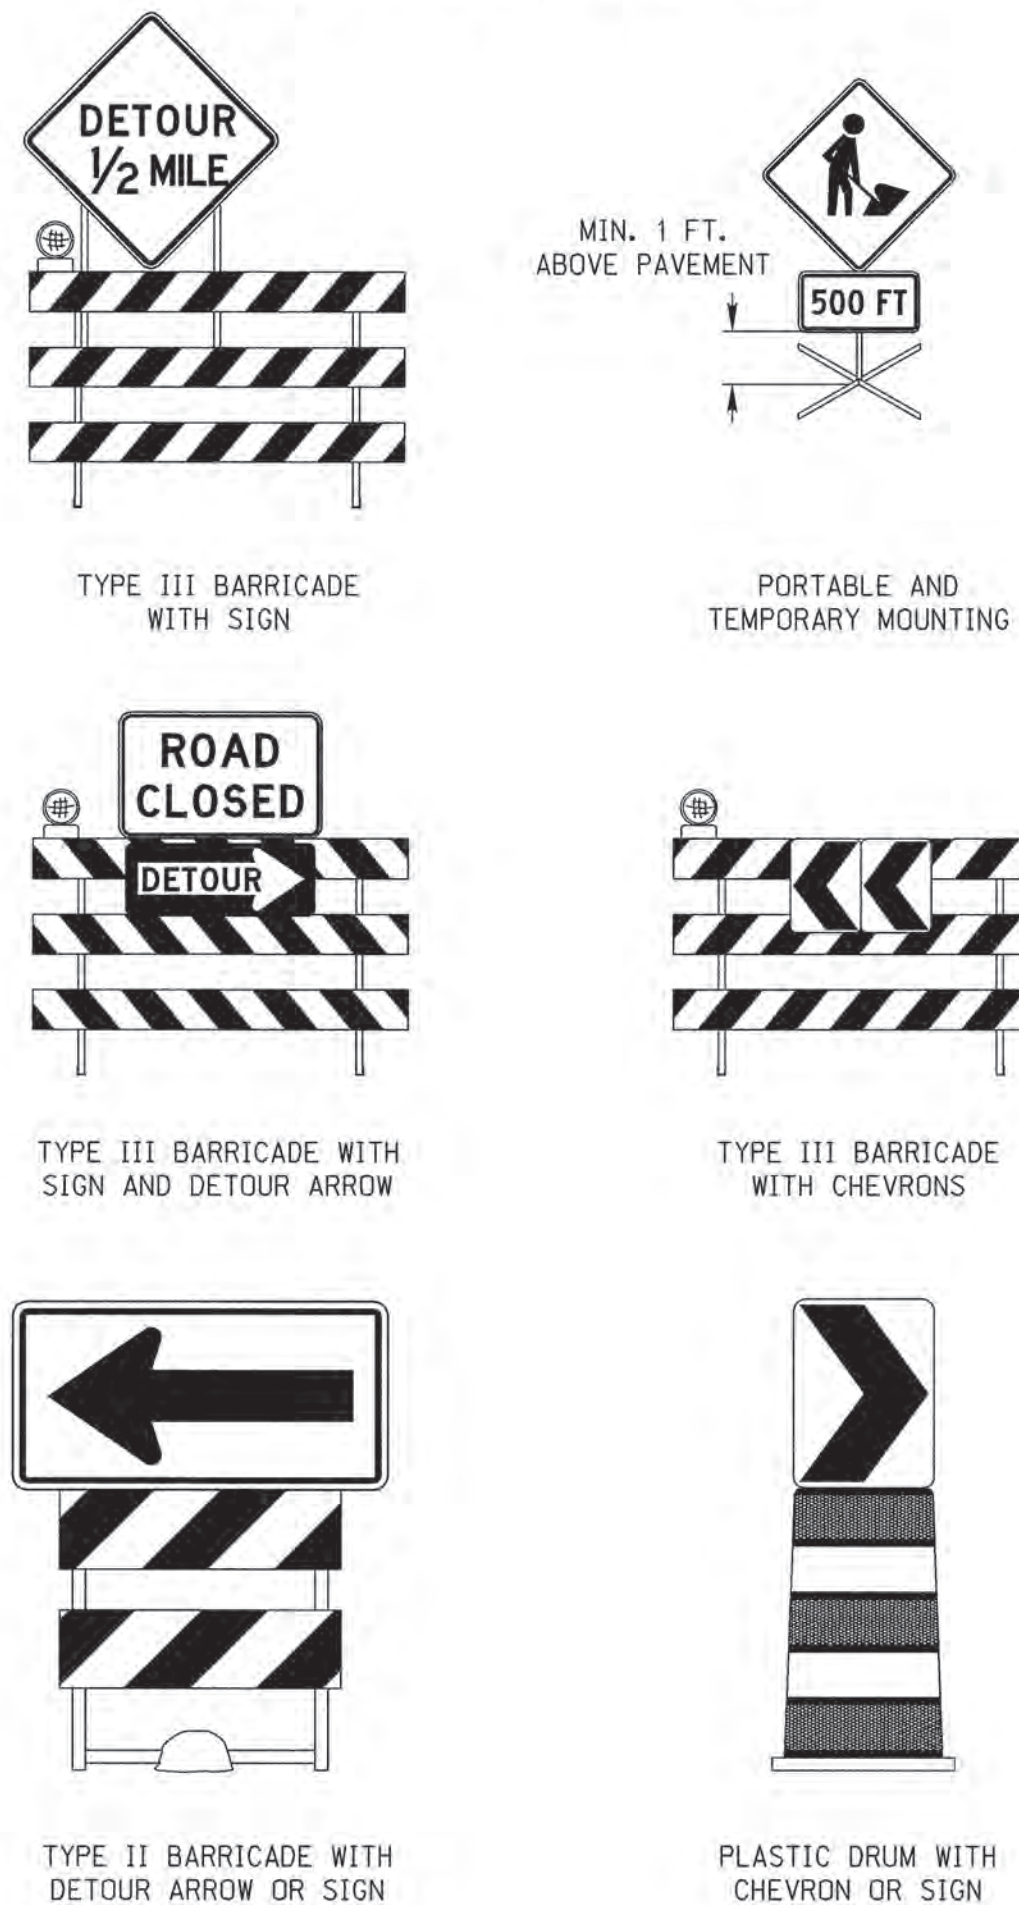 DETOUR
1/2 MILE
MIN. 1 FT.
ABOVE PAVEMENT
500 FT
TYPE III BARRICADE
WITH SIGN
PORTABLE AND
TEMPORARY MOUNTING
ROAD
CLOSED
DETOUR
TYPE III BARRICADE WITH
SIGN AND DETOUR ARROW
TYPE III BARRICADE
WITH CHEVRONS
TYPE II BARRICADE WITH
DETOUR ARROW OR SIGN
PLASTIC DRUM WITH
CHEVRON OR SIGN